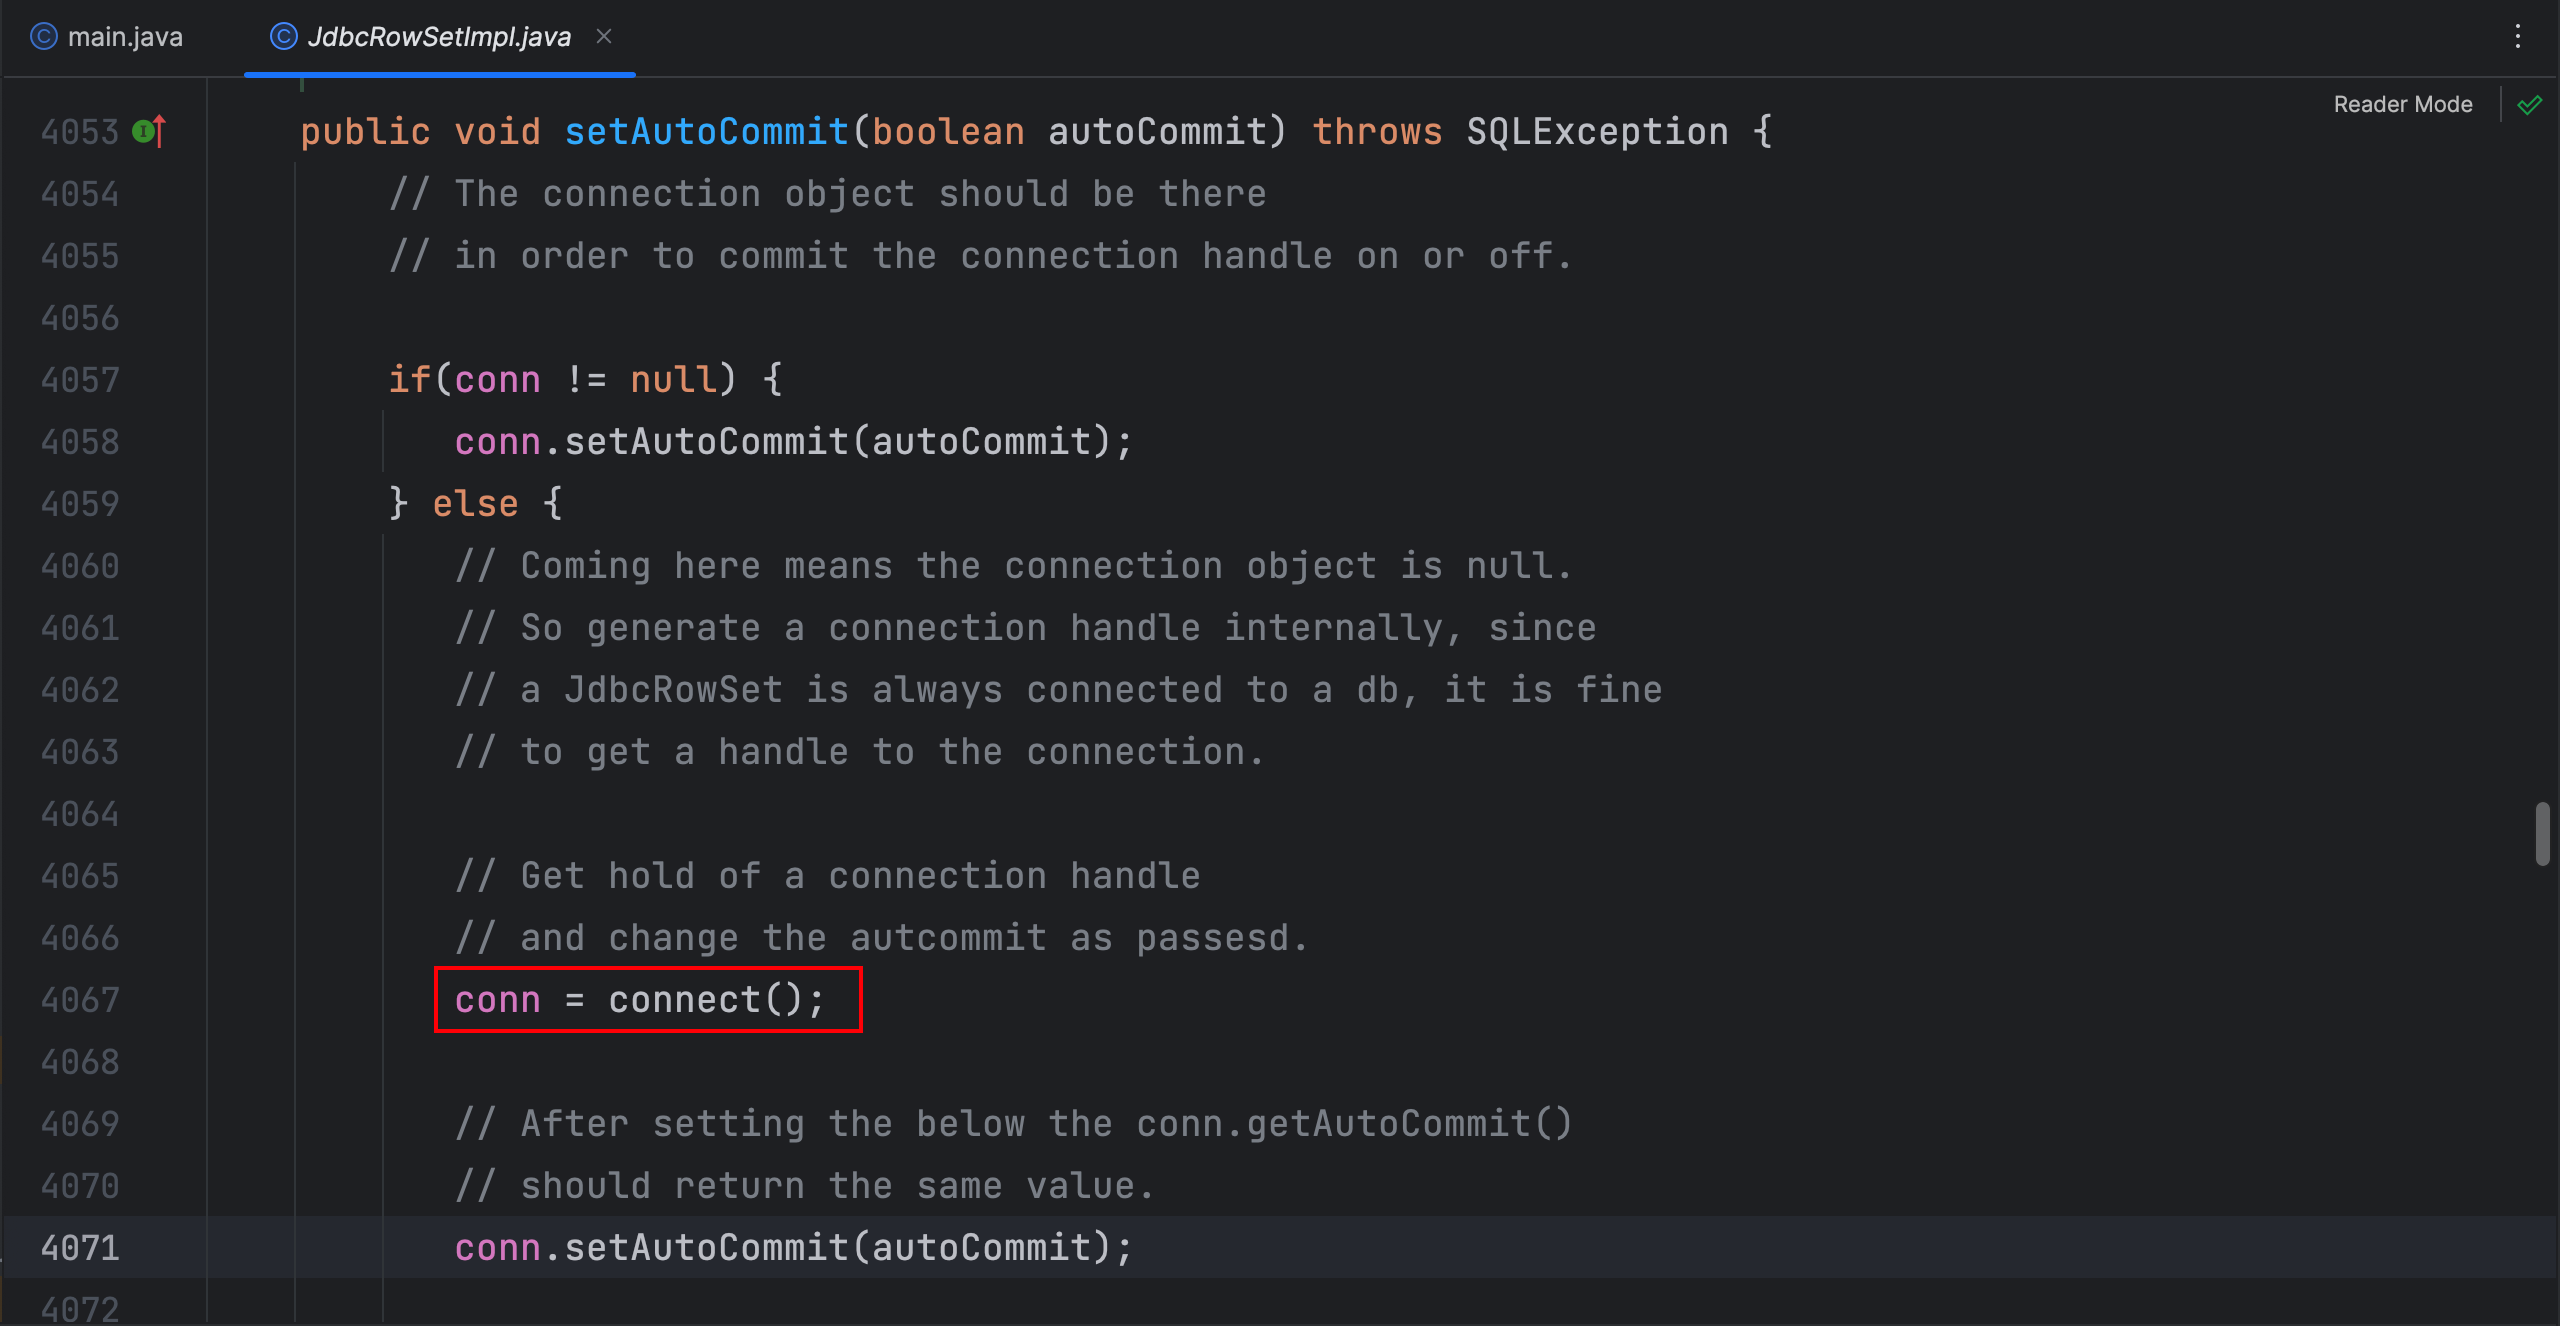 main.java
JdbcRowSetImpl.java
Reader Mode
4053 public void setAutoCommit(boolean autoCommit) throws SQLException {
4054 // The connection object should be there
4055 // in order to commit the connection handle on or off.
4056
4057 if(conn != null) {
4058 conn.setAutoCommit(autoCommit);
4059 } else {
4060 // Coming here means the connection object is null.
4061 // So generate a connection handle internally, since
4062 // a JdbcRowSet is always connected to a db, it is fine
4063 // to get a handle to the connection.
4064
4065 // Get hold of a connection handle
4066 // and change the autcommit as passesd.
4067 conn = connect();
4068
4069 // After setting the below the conn.getAutoCommit()
4070 // should return the same value.
4071 conn.setAutoCommit(autoCommit);
4072